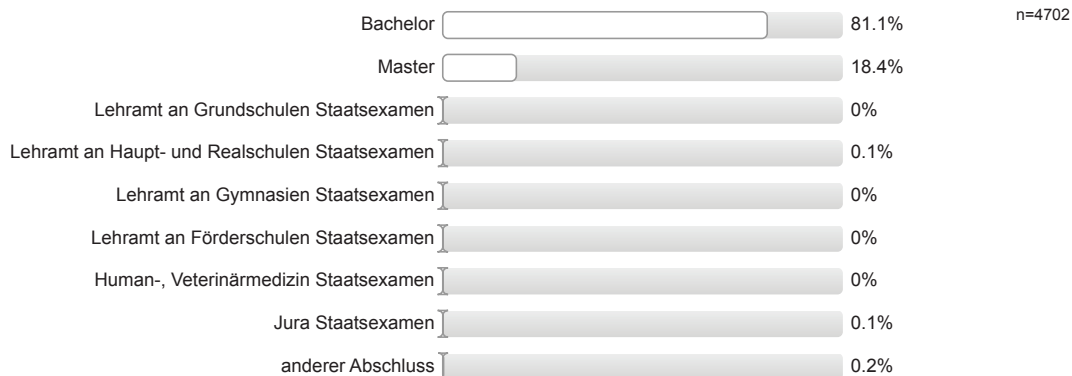 Bachelor 81.1% n=4702
Master 18.4%
Lehramt an Grundschulen Staatsexamen 0%
Lehramt an Haupt- und Realschulen Staatsexamen 0.1%
Lehramt an Gymnasien Staatsexamen 0%
Lehramt an Förderschulen Staatsexamen 0%
Human-, Veterinärmedizin Staatsexamen 0%
Jura Staatsexamen 0.1%
anderer Abschluss 0.2%